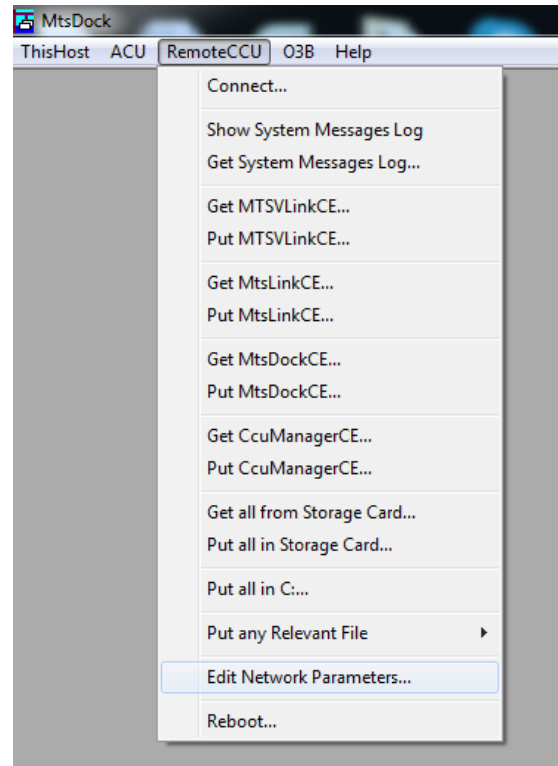 MtsDock
ThisHost ACU RemoteCCU O3B Help
Connect...
Show System Messages Log
Get System Messages Log...
Get MTSVLinkCE...
Put MTSVLinkCE...
Get MtsLinkCE...
Put MtsLinkCE...
Get MtsDockCE...
Put MtsDockCE...
Get CcuManagerCE...
Put CcuManagerCE...
Get all from Storage Card...
Put all in Storage Card...
Put all in C:...
Put any Relevant File
Edit Network Parameters...
Reboot...